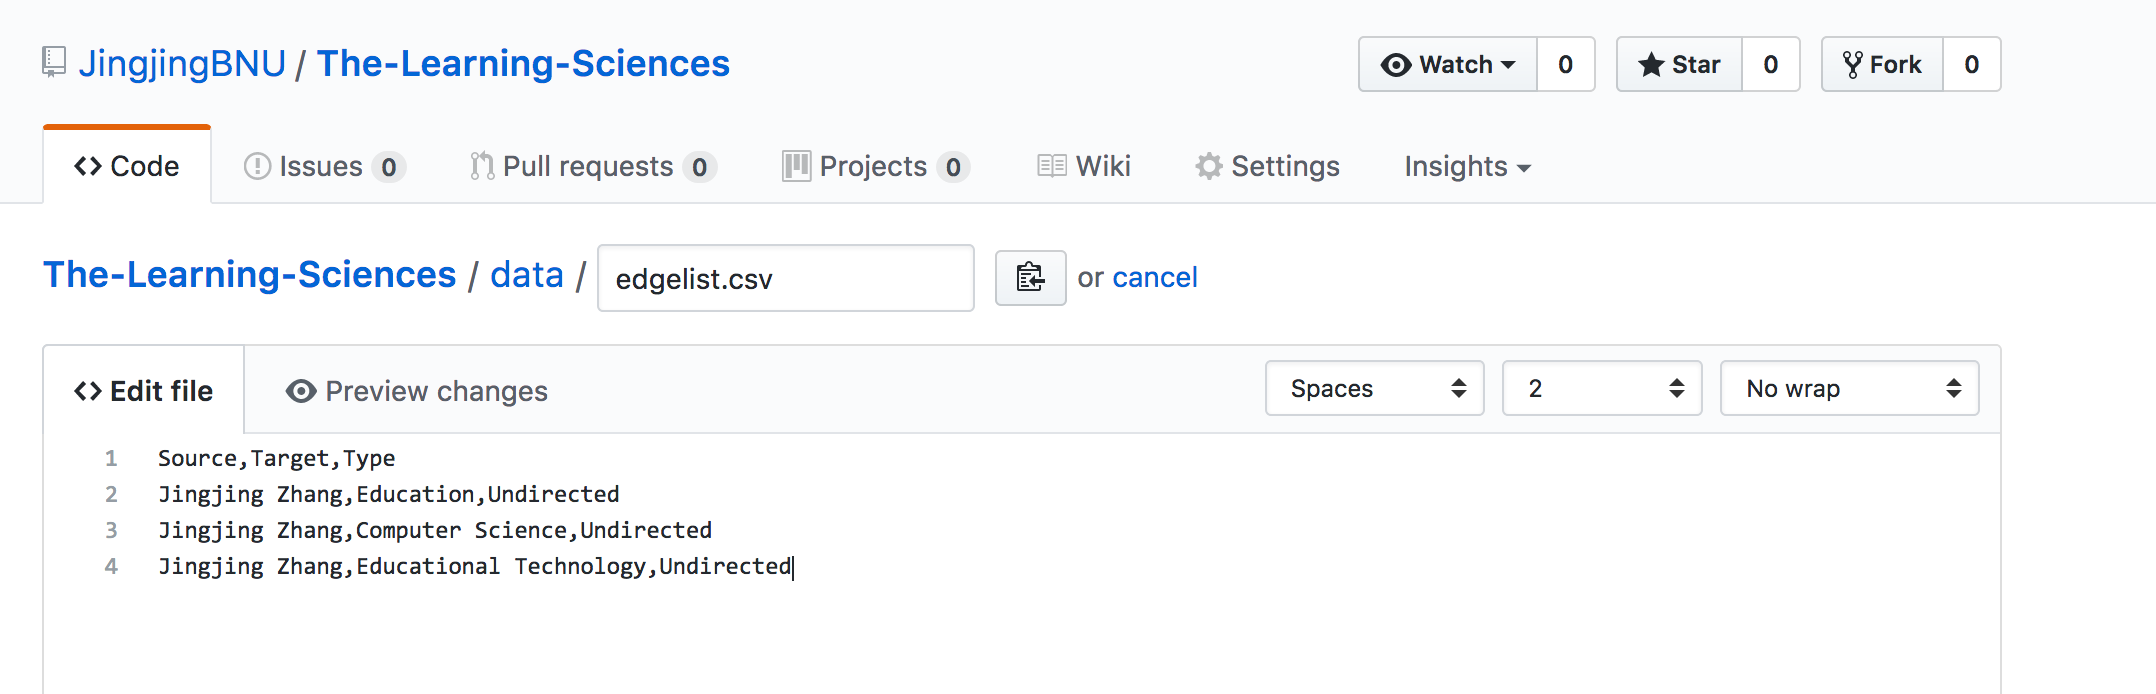 JingjingBNU / The-Learning-Sciences
Watch 0 Star 0 Fork 0
Code Issues 0 Pull requests 0 Projects 0 Wiki Settings Insights
The-Learning-Sciences / data / edgelist.csv or cancel
Edit file Preview changes Spaces 2 No wrap
1 Source,Target,Type
2 Jingjing Zhang,Education,Undirected
3 Jingjing Zhang,Computer Science,Undirected
4 Jingjing Zhang,Educational Technology,Undirected